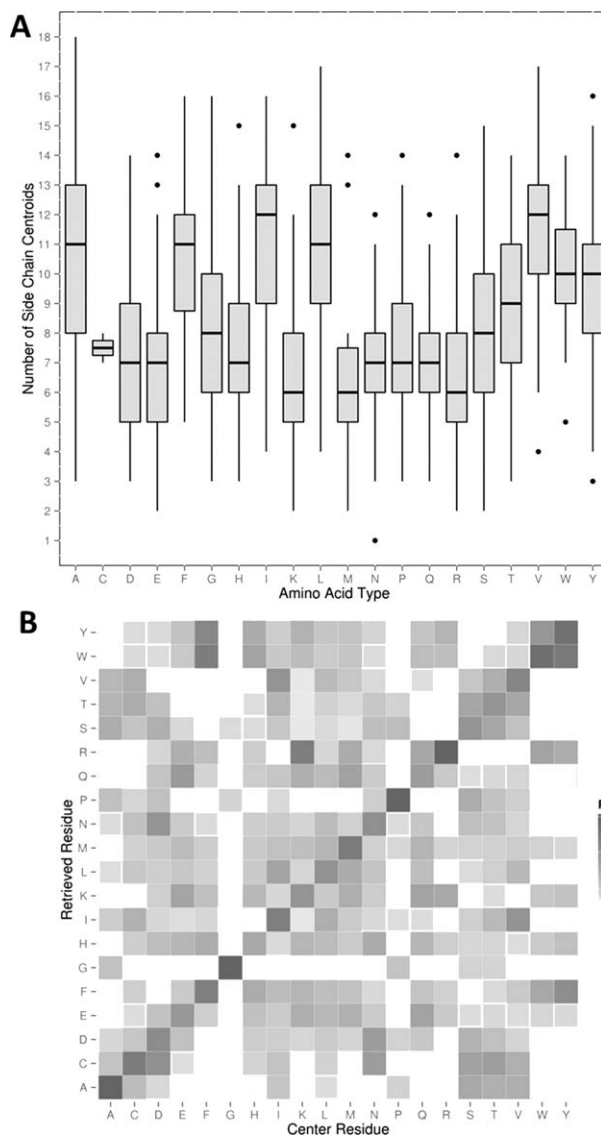 A
18
17
16
15
14
13
12
11
10
9
8
7
6
5
4
3
2
1
Number of Side Chain Centroids
A C D E F G H I K L M N P Q R S T V W Y
Amino Acid Type
B
Y
W
V
T
S
R
Q
P
N
M
L
K
I
H
G
F
E
D
C
A
Retrieved Residue
A C D E F G H I K L M N P Q R S T V W Y
Center Residue